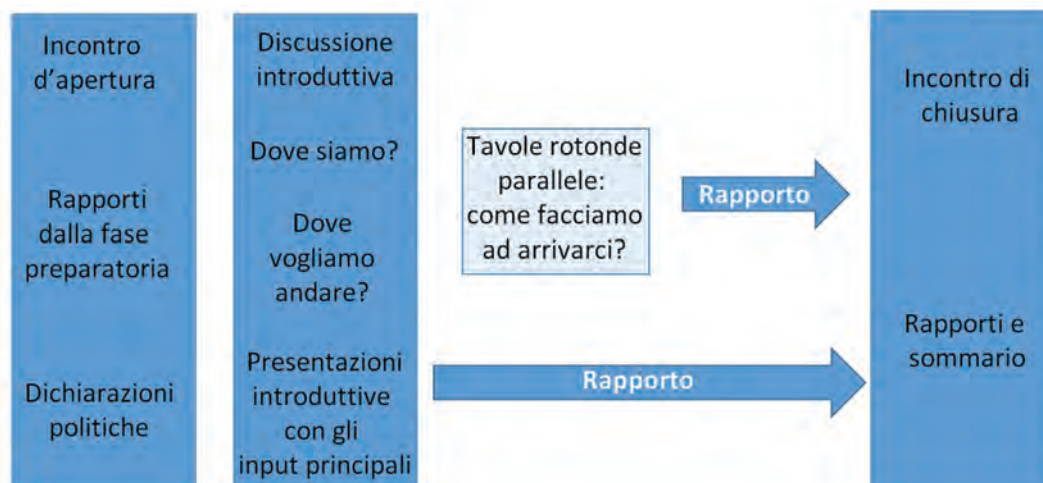 Incontro
d’apertura
Rapporti
dalla fase
preparatoria
Dichiarazioni
politiche
Discussione
introduttiva
Dove siamo?
Dove
vogliamo
andare?
Presentazioni
introduttive
con gli
input principali
Tavole rotonde
parallele:
come facciamo
ad arrivarci?
Rapporto
Rapporto
Incontro di
chiusura
Rapporti e
sommario